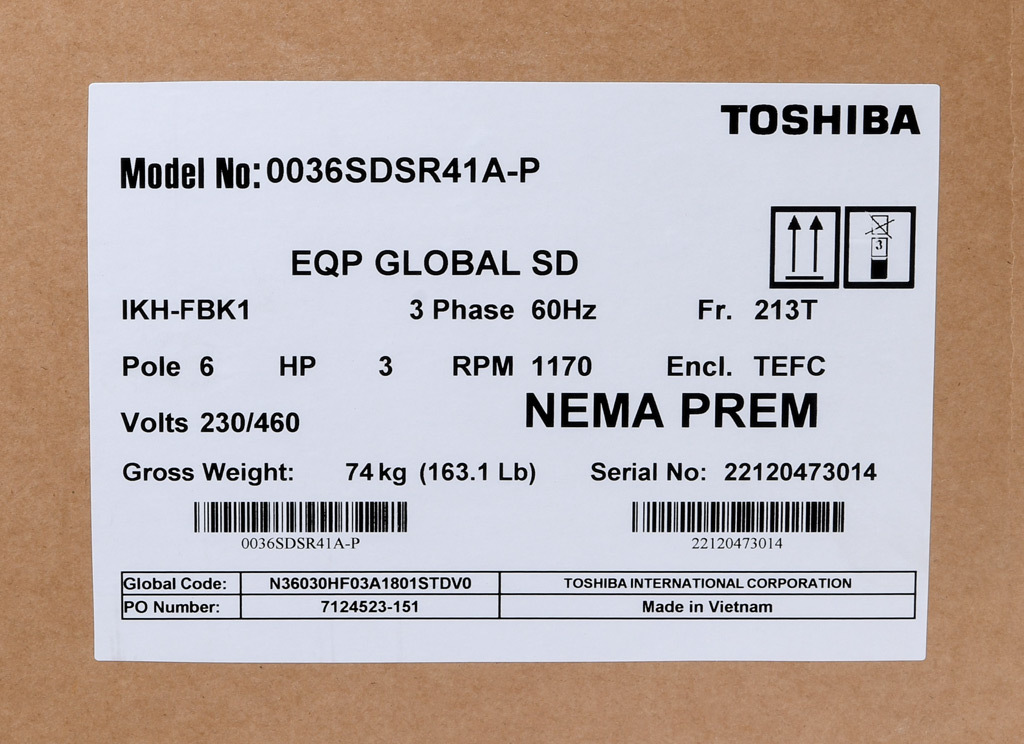 TOSHIBA
Model No: 0036SDSR41A-P
3
EQP GLOBAL SD
IKH-FBK1 3 Phase 60Hz Fr. 213T
Pole 6 HP 3 RPM 1170 Encl. TEFC
Volts 230/460 NEMA PREM
Gross Weight: 74 kg (163.1 Lb) Serial No: 22120473014
0036SDSR41A-P 22120473014
Global Code: N36030HF03A1801STDV0 TOSHIBA INTERNATIONAL CORPORATION
PO Number: 7124523-151 Made in Vietnam